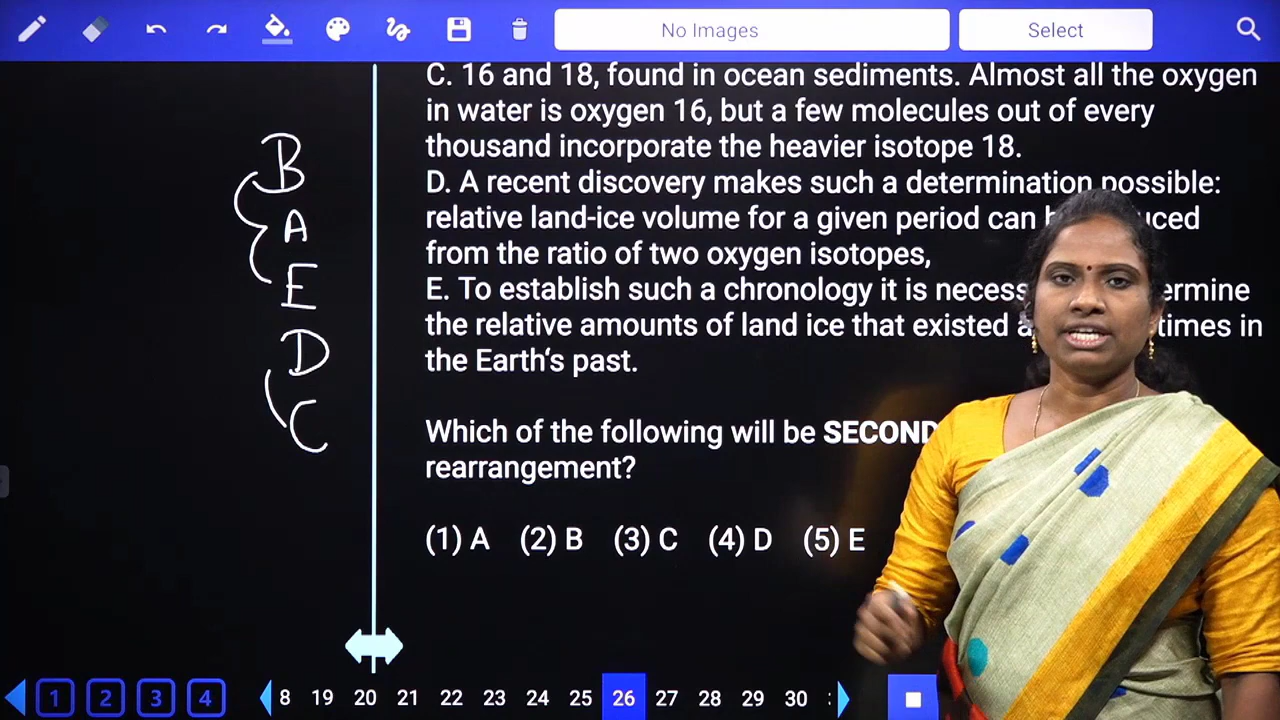 No Images
Select
C. 16 and 18, found in ocean sediments. Almost all the oxygen
in water is oxygen 16, but a few molecules out of every
thousand incorporate the heavier isotope 18.
D. A recent discovery makes such a determination possible:
relative land-ice volume for a given period can
from the ratio of two oxygen isotopes,
E. To establish such a chronology it is
the relative amounts of land ice that existed times in
the Earth's past.
Which of the following will be SECOND
rearrangement?
(1) A (2) B (3) C (4) D (5) E
B
A
E
D
C
1 2 3 4 8 19 20 21 22 23 24 25 26 27 28 29 30